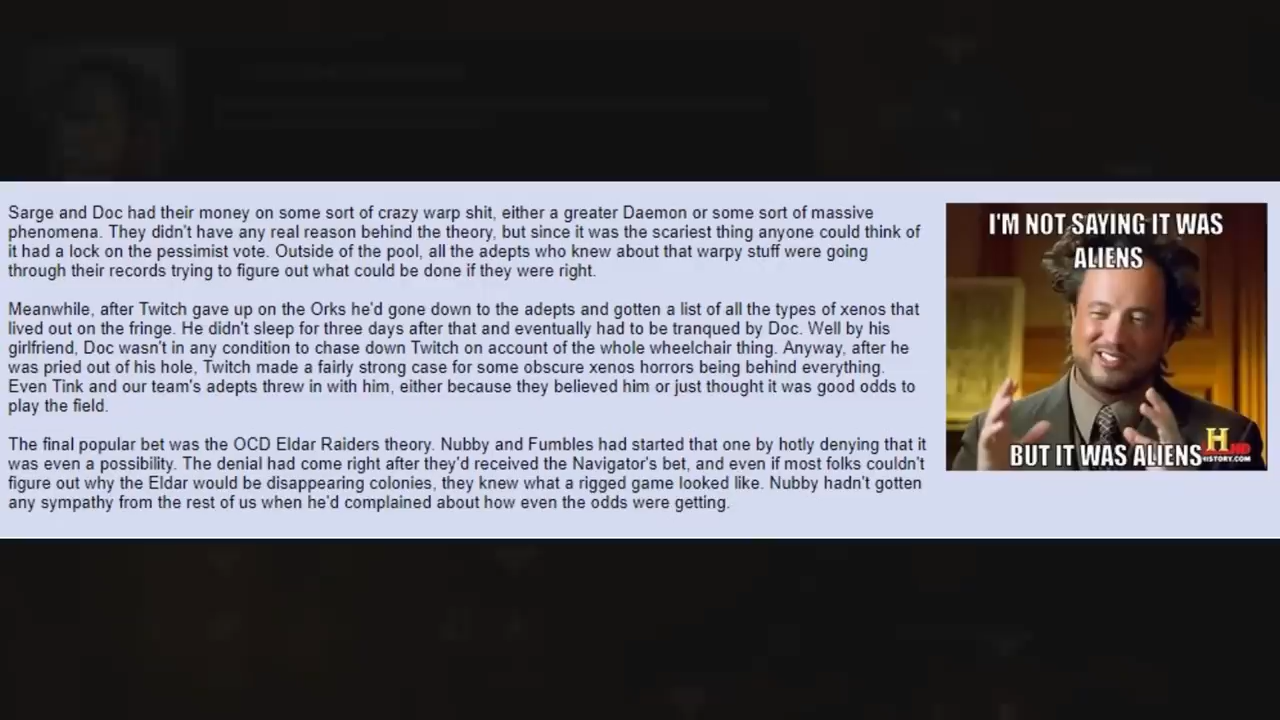 Sarge and Doc had their money on some sort of crazy warp shit, either a greater Daemon or some sort of massive
phenomena. They didn't have any real reason behind the theory, but since it was the scariest thing anyone could think of
it had a lock on the pessimist vote. Outside of the pool, all the adepts who knew about that warpy stuff were going
through their records trying to figure out what could be done if they were right.
Meanwhile, after Twitch gave up on the Orks he'd gone down to the adepts and gotten a list of all the types of xenos that
lived out on the fringe. He didn't sleep for three days after that and eventually had to be tranqued by Doc. Well by his
girlfriend, Doc wasn't in any condition to chase down Twitch on account of the whole wheelchair thing. Anyway, after he
was pried out of his hole, Twitch made a fairly strong case for some obscure xenos horrors being behind everything.
Even Tink and our team's adepts threw in with him, either because they believed him or just thought it was good odds to
play the field.
The final popular bet was the OCD Eldar Raiders theory. Nubby and Fumbles had started that one by hotly denying that it
was even a possibility. The denial had come right after they'd received the Navigator's bet, and even if most folks couldn't
figure out why the Eldar would be disappearing colonies, they knew what a rigged game looked like. Nubby hadn't gotten
any sympathy from the rest of us when he'd complained about how even the odds were getting.
I'M NOT SAYING IT WAS
ALIENS
BUT IT WAS ALIENS
H HD
HISTORY.COM